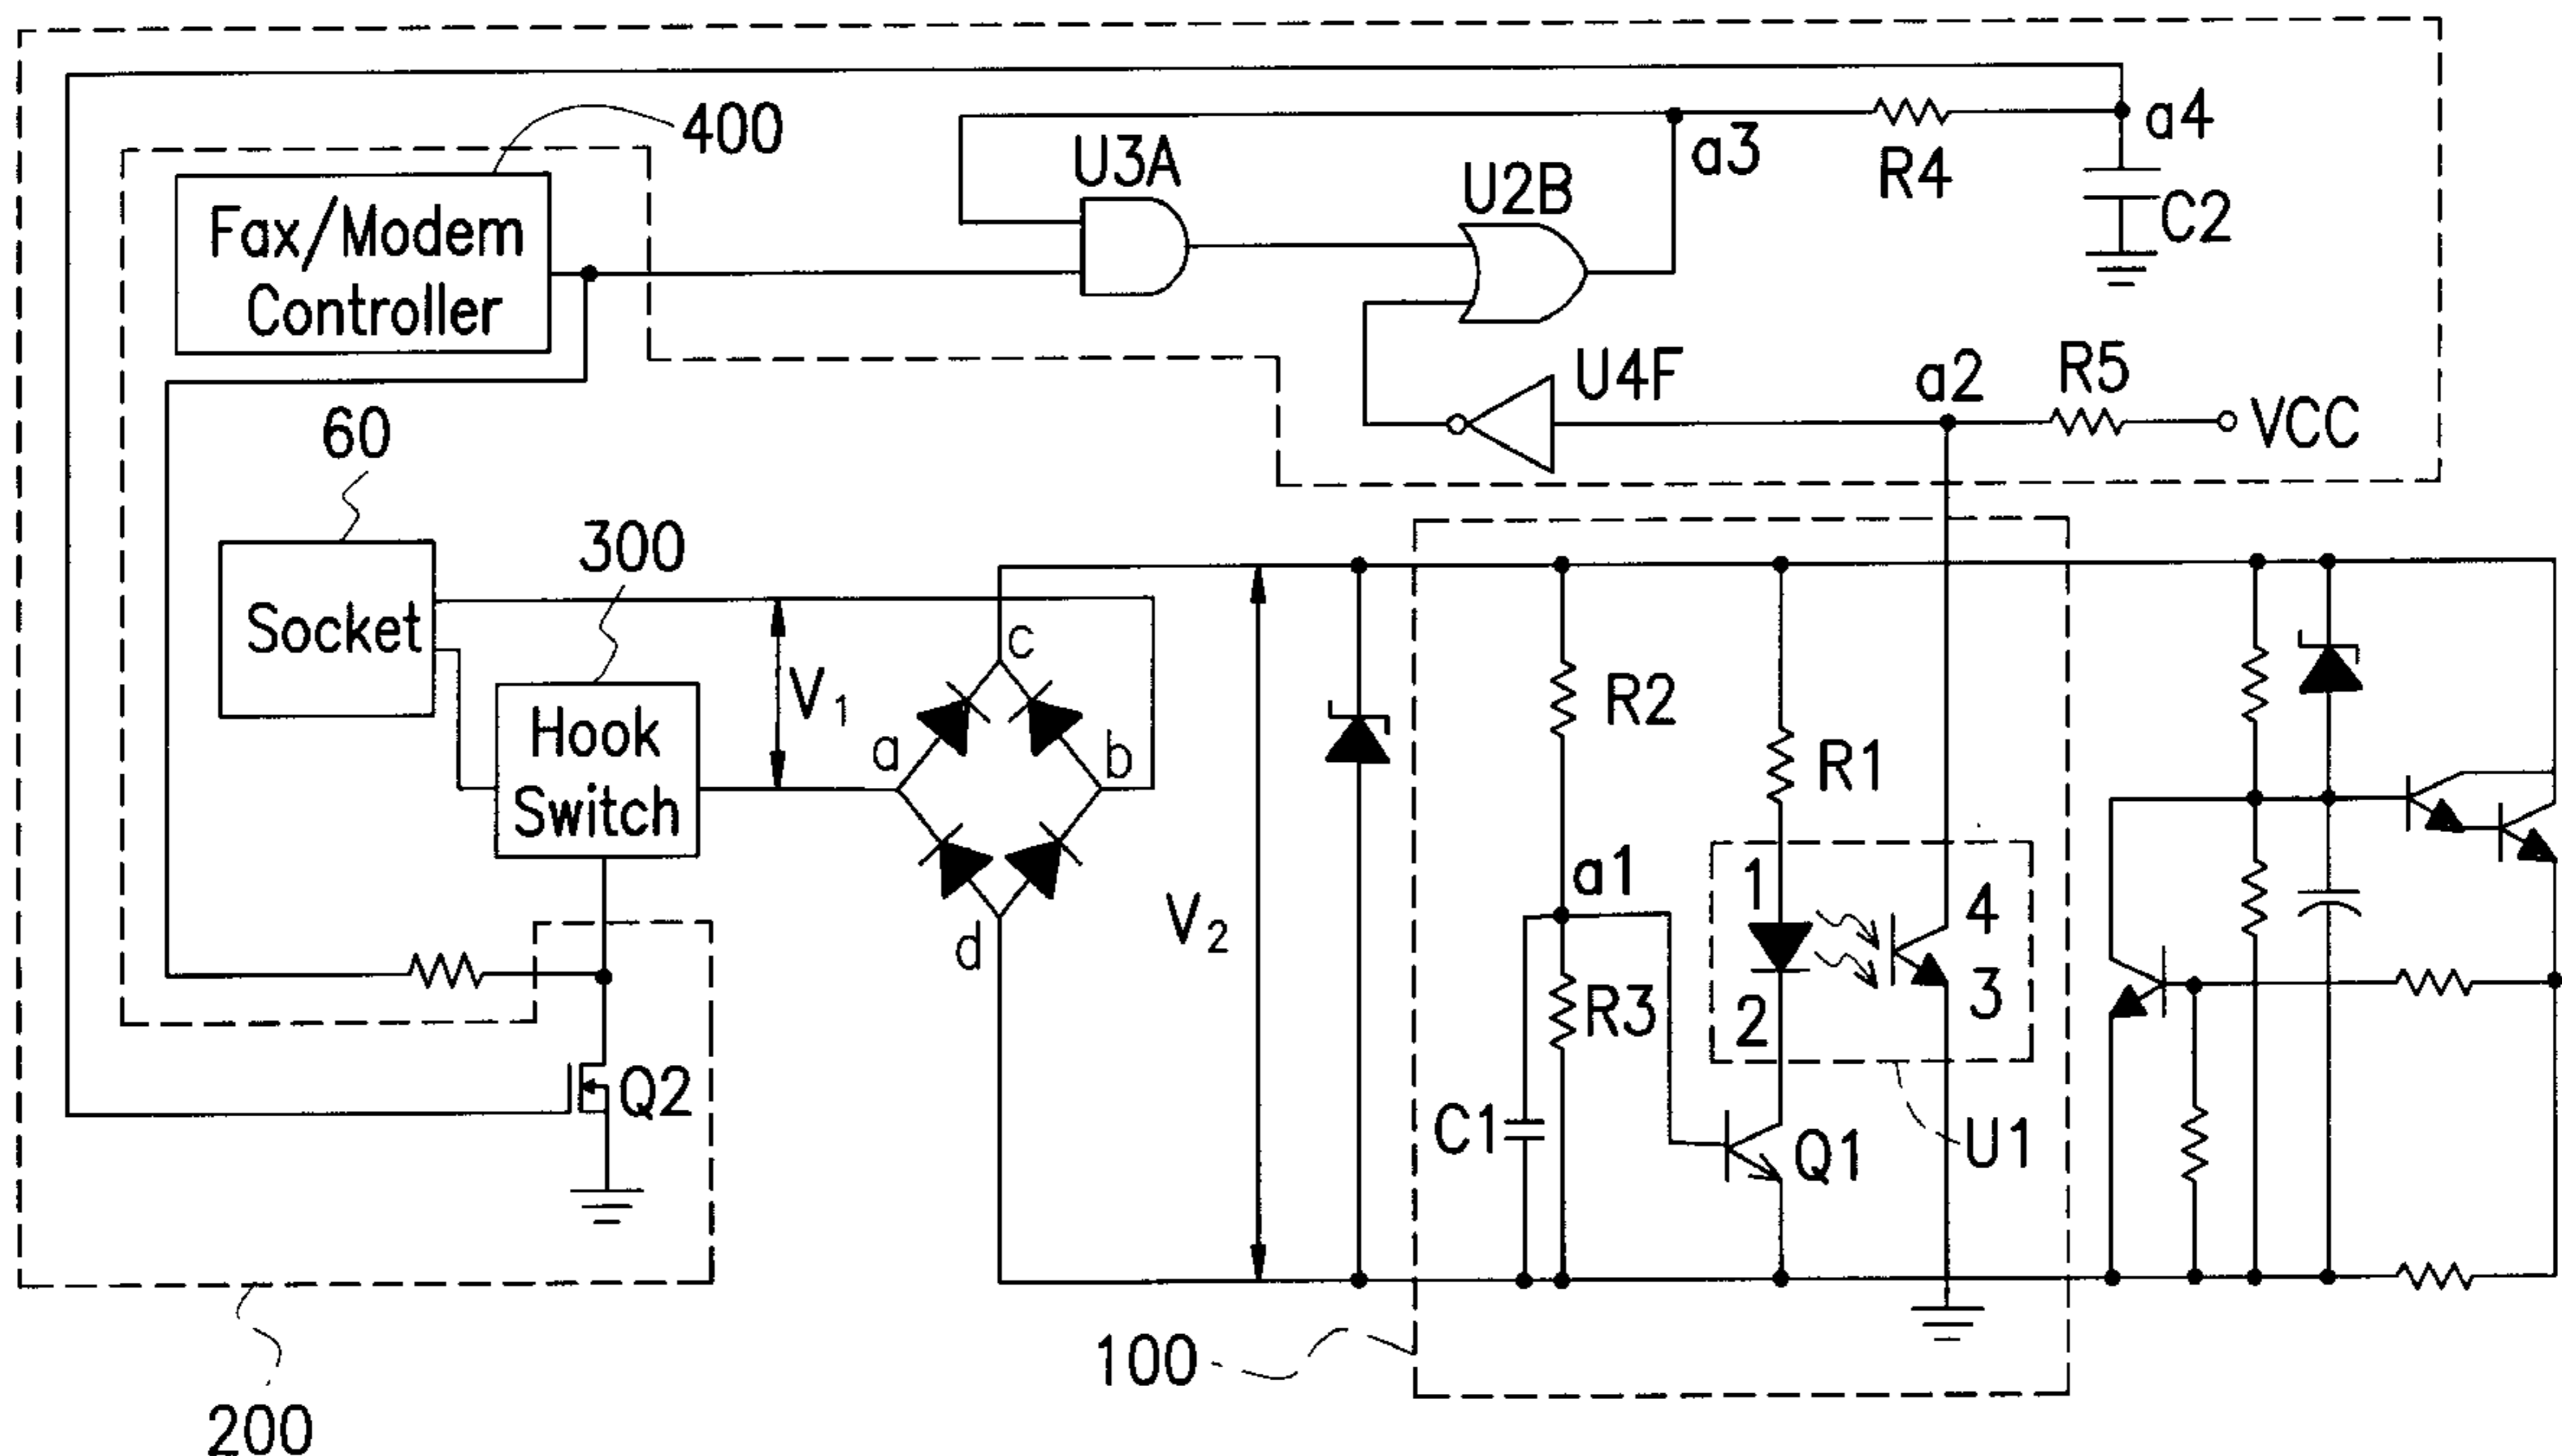 400
Fax/Modem
Controller
U3A
U2B
a3
R4
a4
C2
U4F
a2
R5
VCC
60
Socket
300
Hook
Switch
V1
a
b
c
d
V2
R2
R1
a1
R3
1
2
4
3
C1
Q1
U1
Q2
100
200